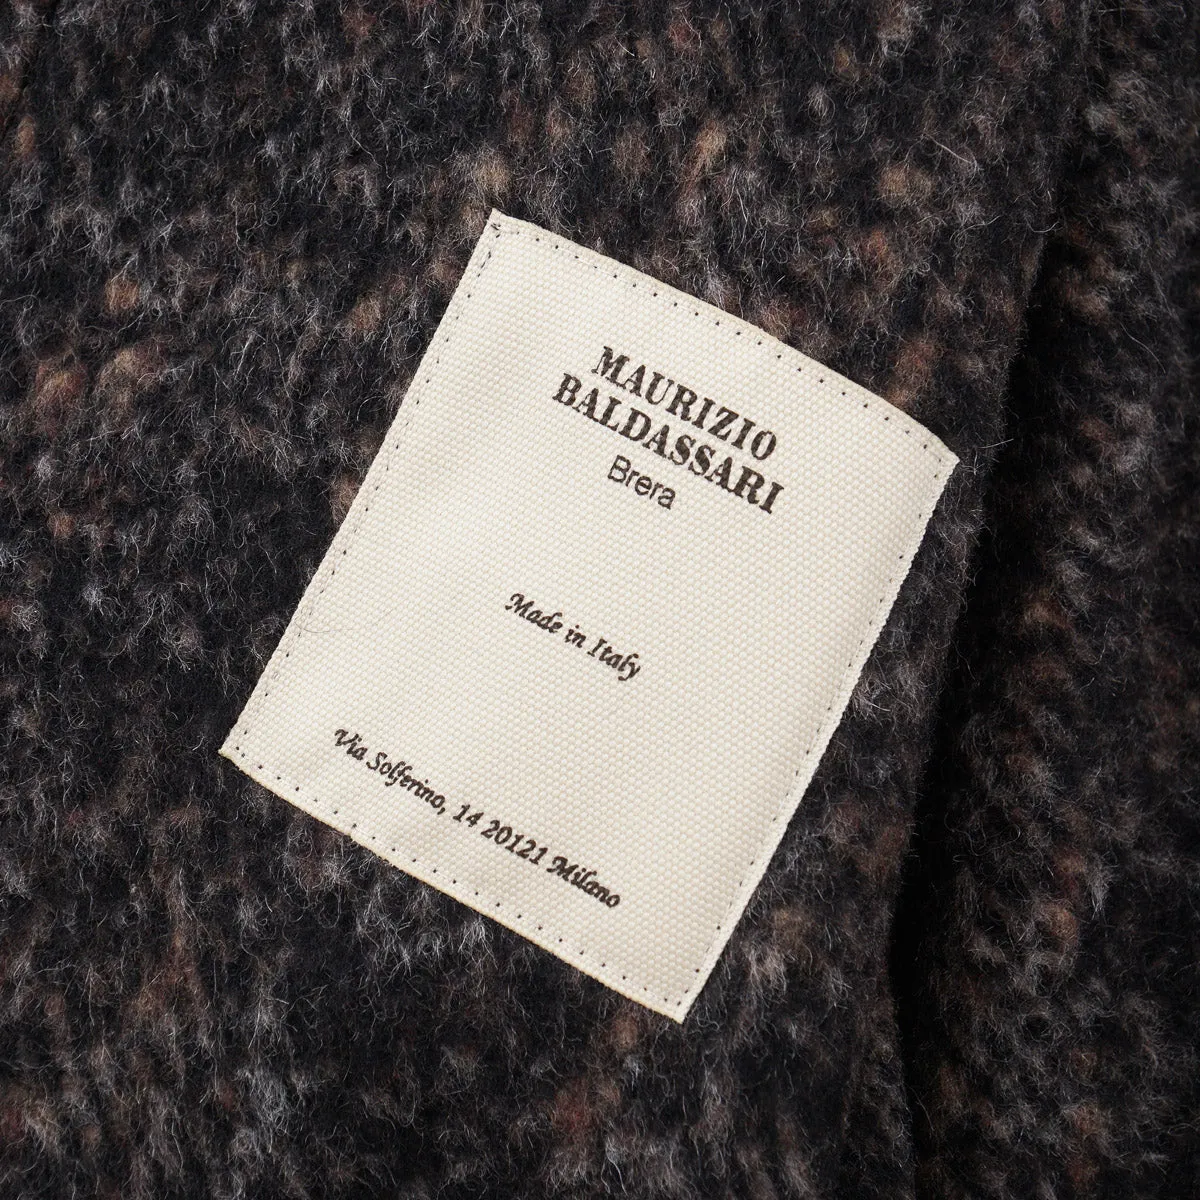 MAURIZIO
BALDASSARI
Brera
Made in Italy
Via Solferino, 14 20121 Milano